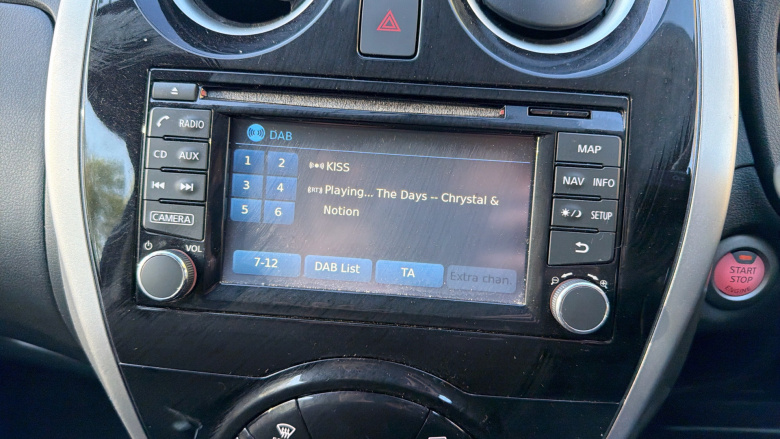 RADIO
CD AUX
CAMERA
VOL
DAB
1 2
3 4
5 6
KISS
Playing... The Days -- Chrystal &
Notion
7-12 DAB List TA Extra chan.
MAP
NAV INFO
SETUP
START
STOP
ENGINE